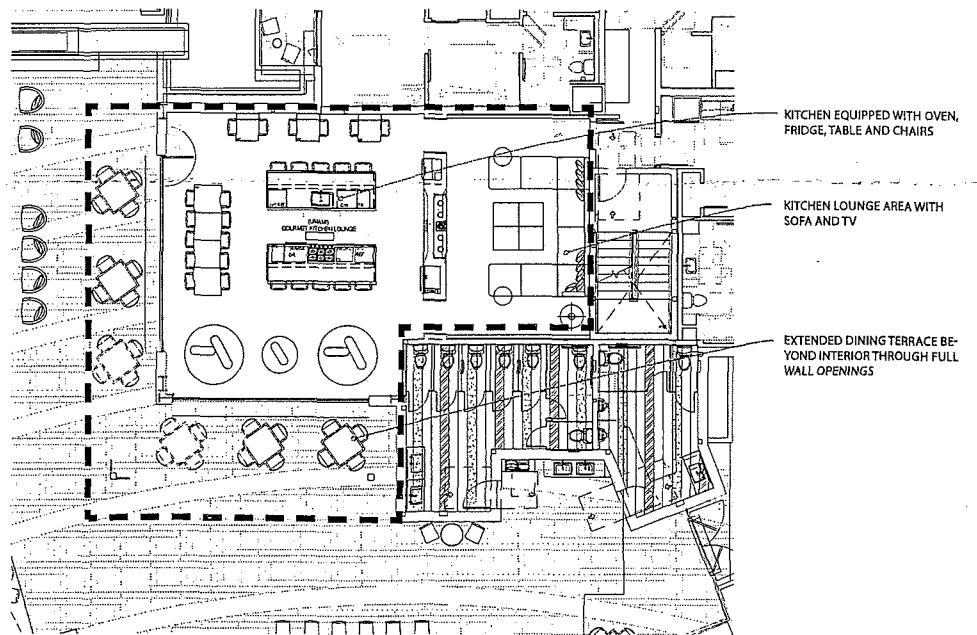 KITCHEN EQUIPPED WITH OVEN,
FRIDGE, TABLE AND CHAIRS
KITCHEN LOUNGE AREA WITH
SOFA AND TV
GOURMET KITCHEN LOUNGE
REF
EXTENDED DINING TERRACE BE-
YOND INTERIOR THROUGH FULL
WALL OPENINGS